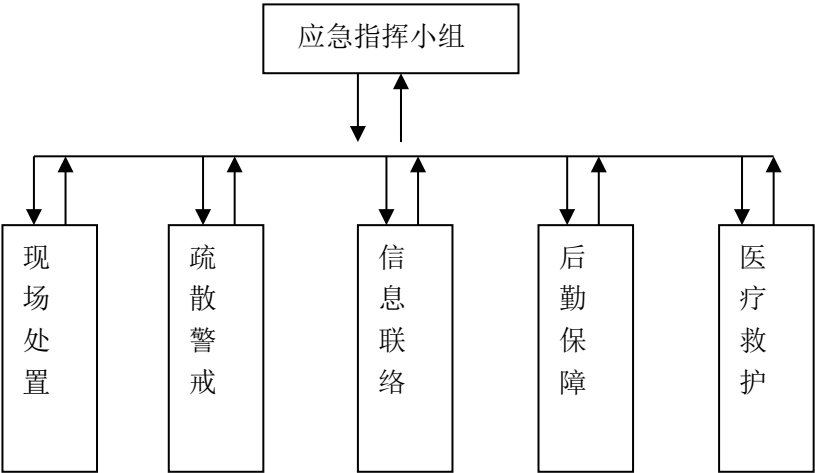 应急指挥小组
现场处置
疏散警戒
信息联络
后勤保障
医疗救护